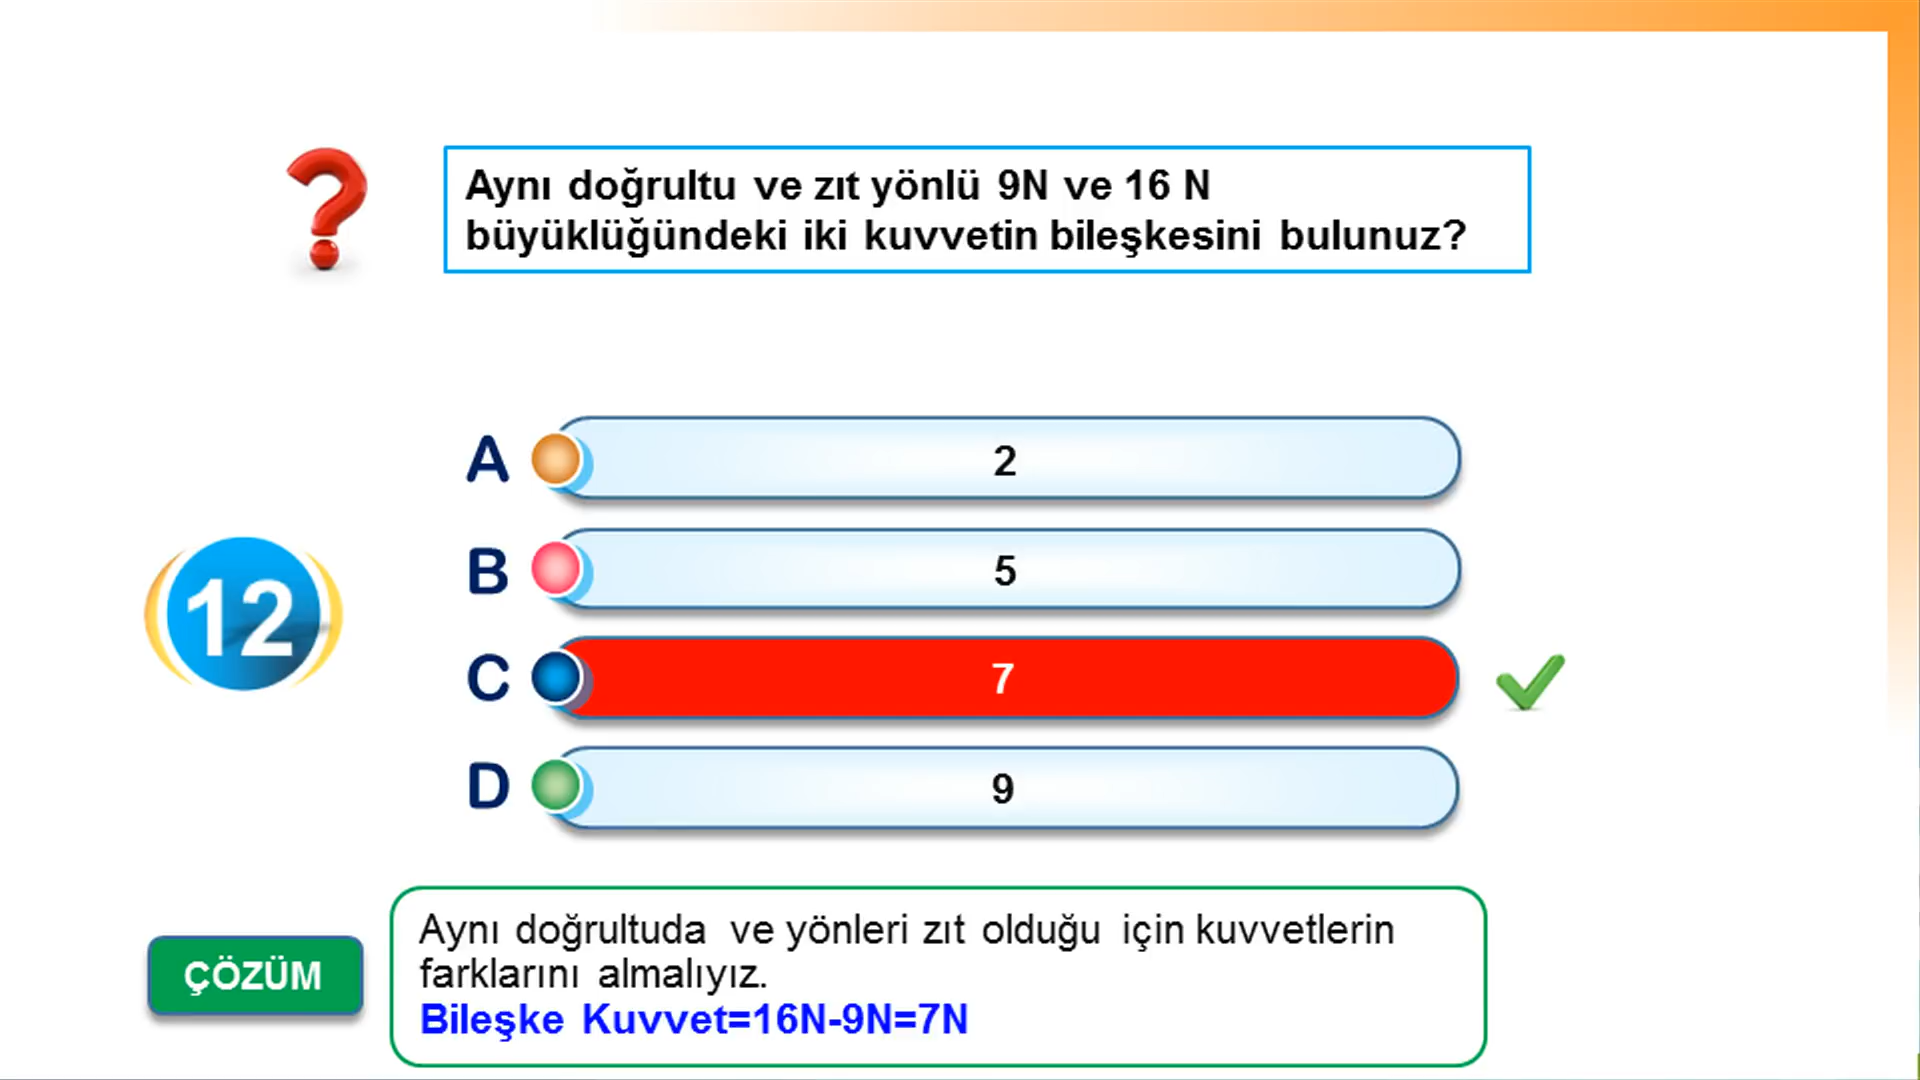 Aynı doğrultu ve zıt yönlü 9N ve 16 N
büyüklüğündeki iki kuvvetin bileşkesini bulunuz?
A 2
B 5
12
C 7
D 9
ÇÖZÜM
Aynı doğrultuda ve yönleri zıt olduğu için kuvvetlerin
farklarını almalıyız.
Bileşke Kuvvet=16N-9N=7N